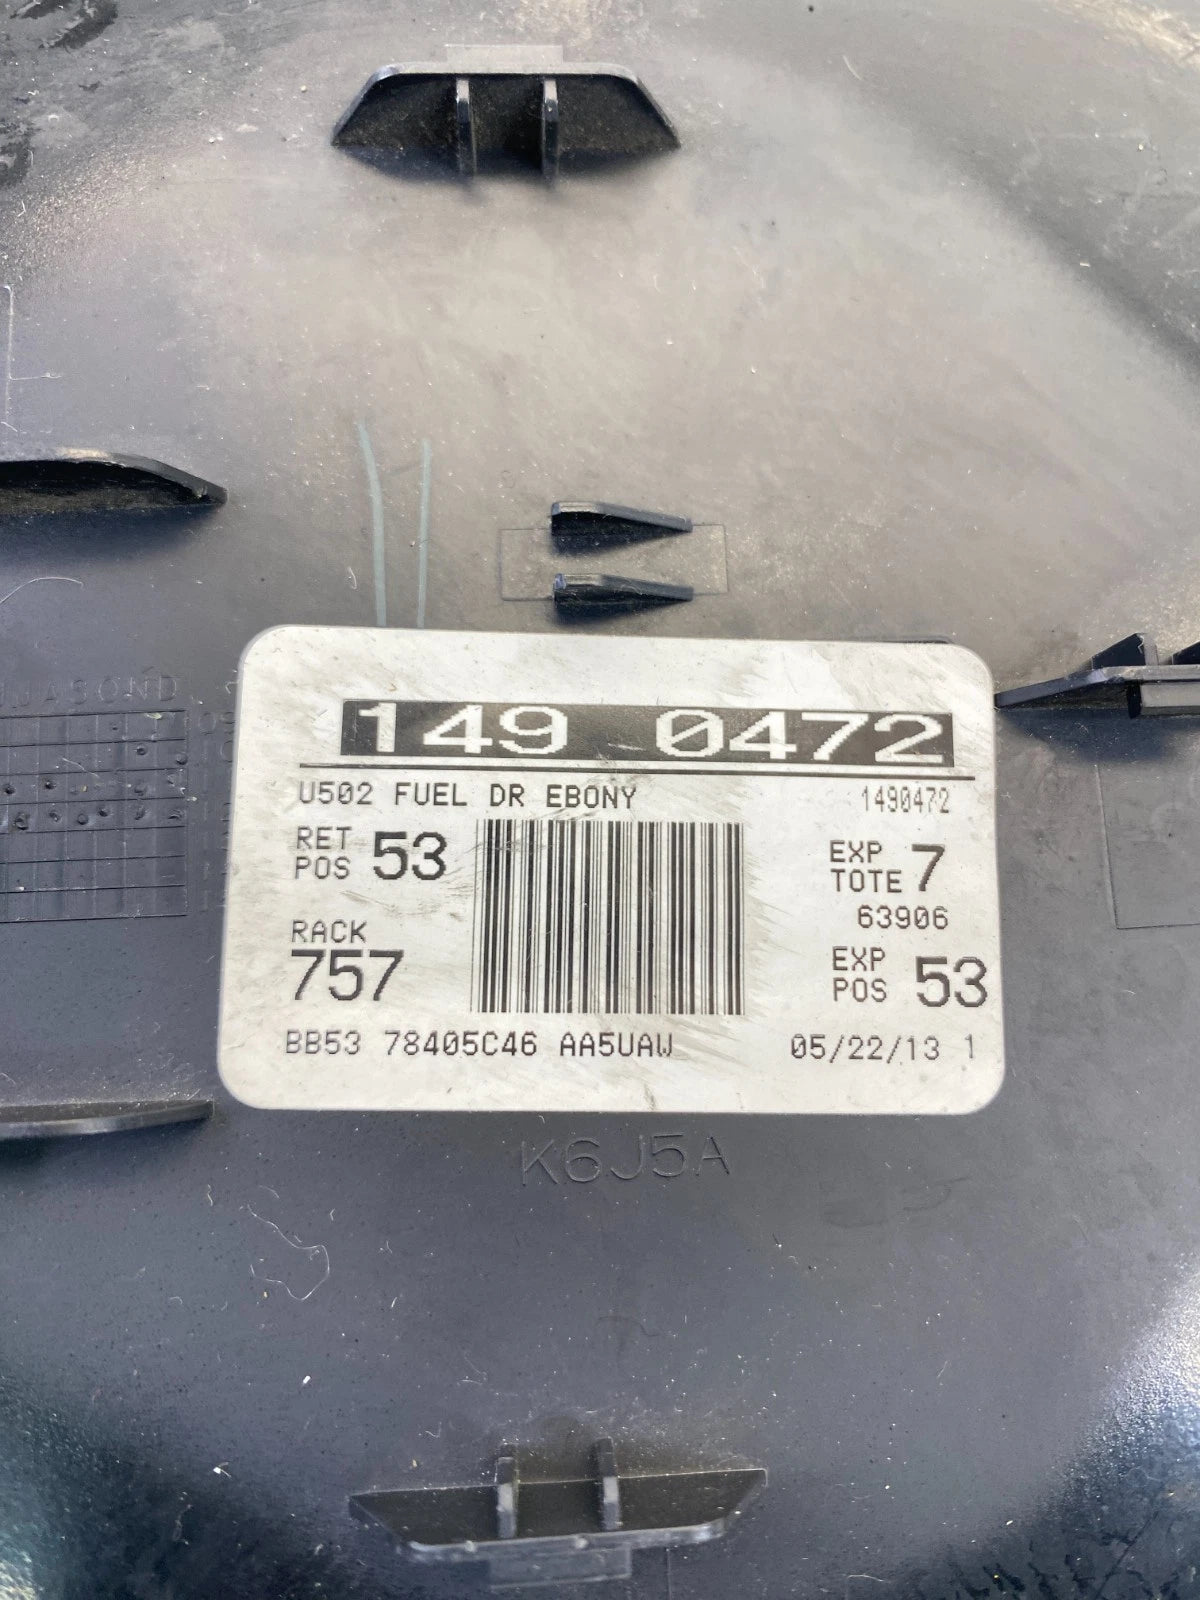 JASOND
149 0472
U502 FUEL DR EBONY 1490472
RET POS 53
EXP TOTE 7
63906
RACK 757
EXP POS 53
BB53 78405C46 AA5UAW 05/22/13 1
K6J5A